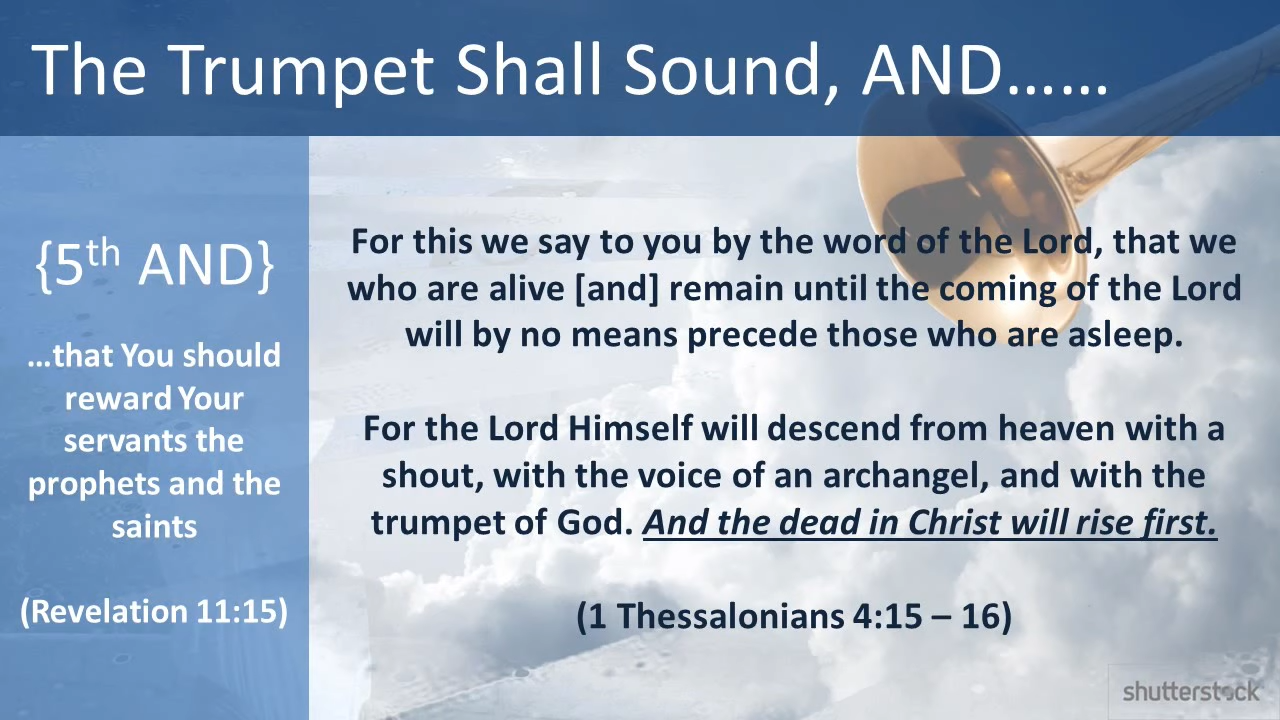 The Trumpet Shall Sound, AND……
{5th AND}
…that You should
reward Your
servants the
prophets and the
saints
(Revelation 11:15)
For this we say to you by the word of the Lord, that we
who are alive [and] remain until the coming of the Lord
will by no means precede those who are asleep.
For the Lord Himself will descend from heaven with a
shout, with the voice of an archangel, and with the
trumpet of God. And the dead in Christ will rise first.
(1 Thessalonians 4:15 – 16)
shutterstock